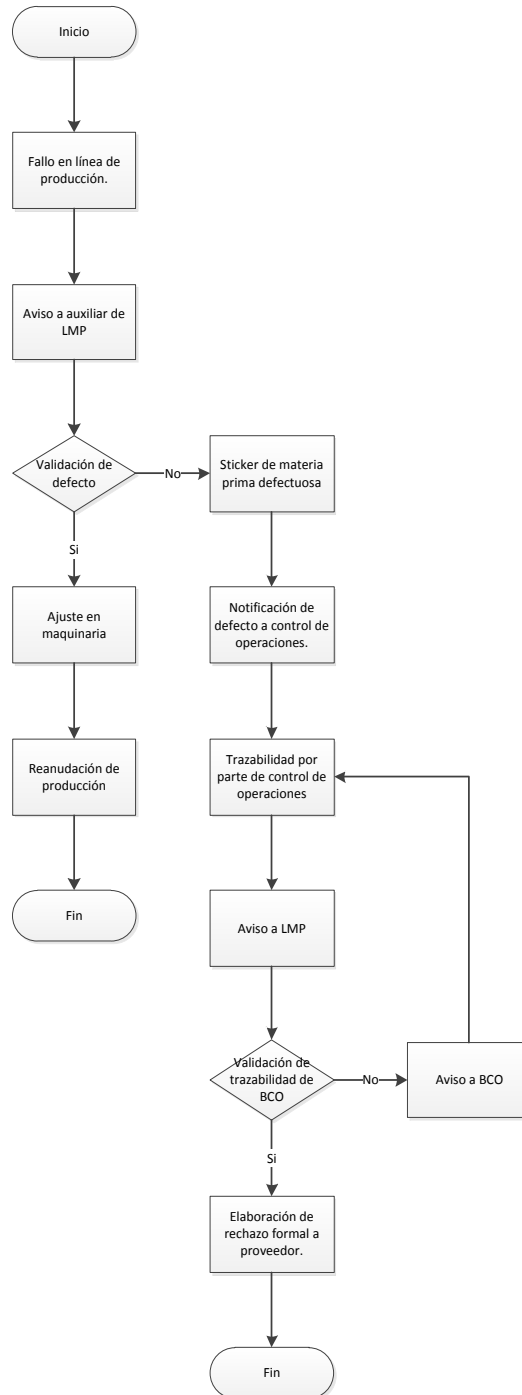 Inicio
Fallo en línea de
producción.
Aviso a auxiliar de
LMP
Validación de
defecto
No
Sticker de materia
prima defectuosa
Si
Ajuste en
maquinaria
Notificación de
defecto a control de
operaciones.
Reanudación de
producción
Trazabilidad por
parte de control de
operaciones
Fin
Aviso a LMP
Validación de
trazabilidad de
BCO
No
Aviso a BCO
Si
Elaboración de
rechazo formal a
proveedor.
Fin